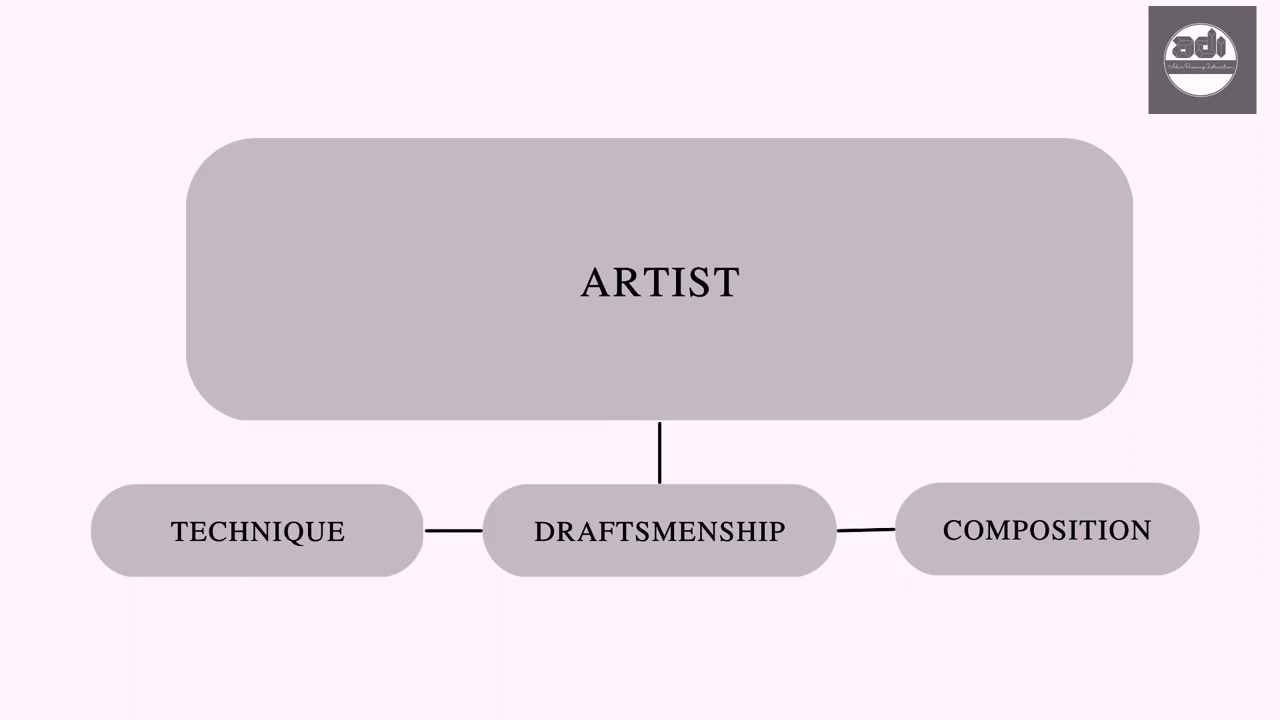 adi
ARTIST
TECHNIQUE
DRAFTSMENSHIP
COMPOSITION